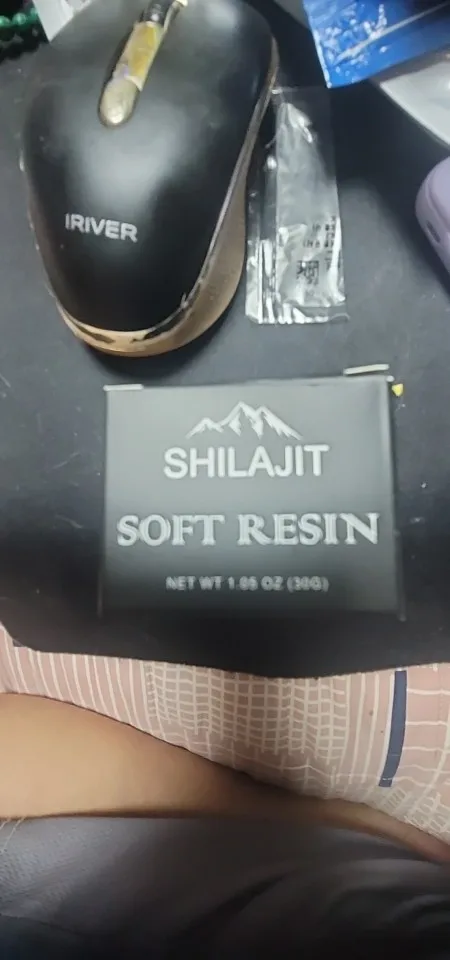 IRIVER
SHILAJIT
SOFT RESIN
NET WT 1.05 OZ (30G)